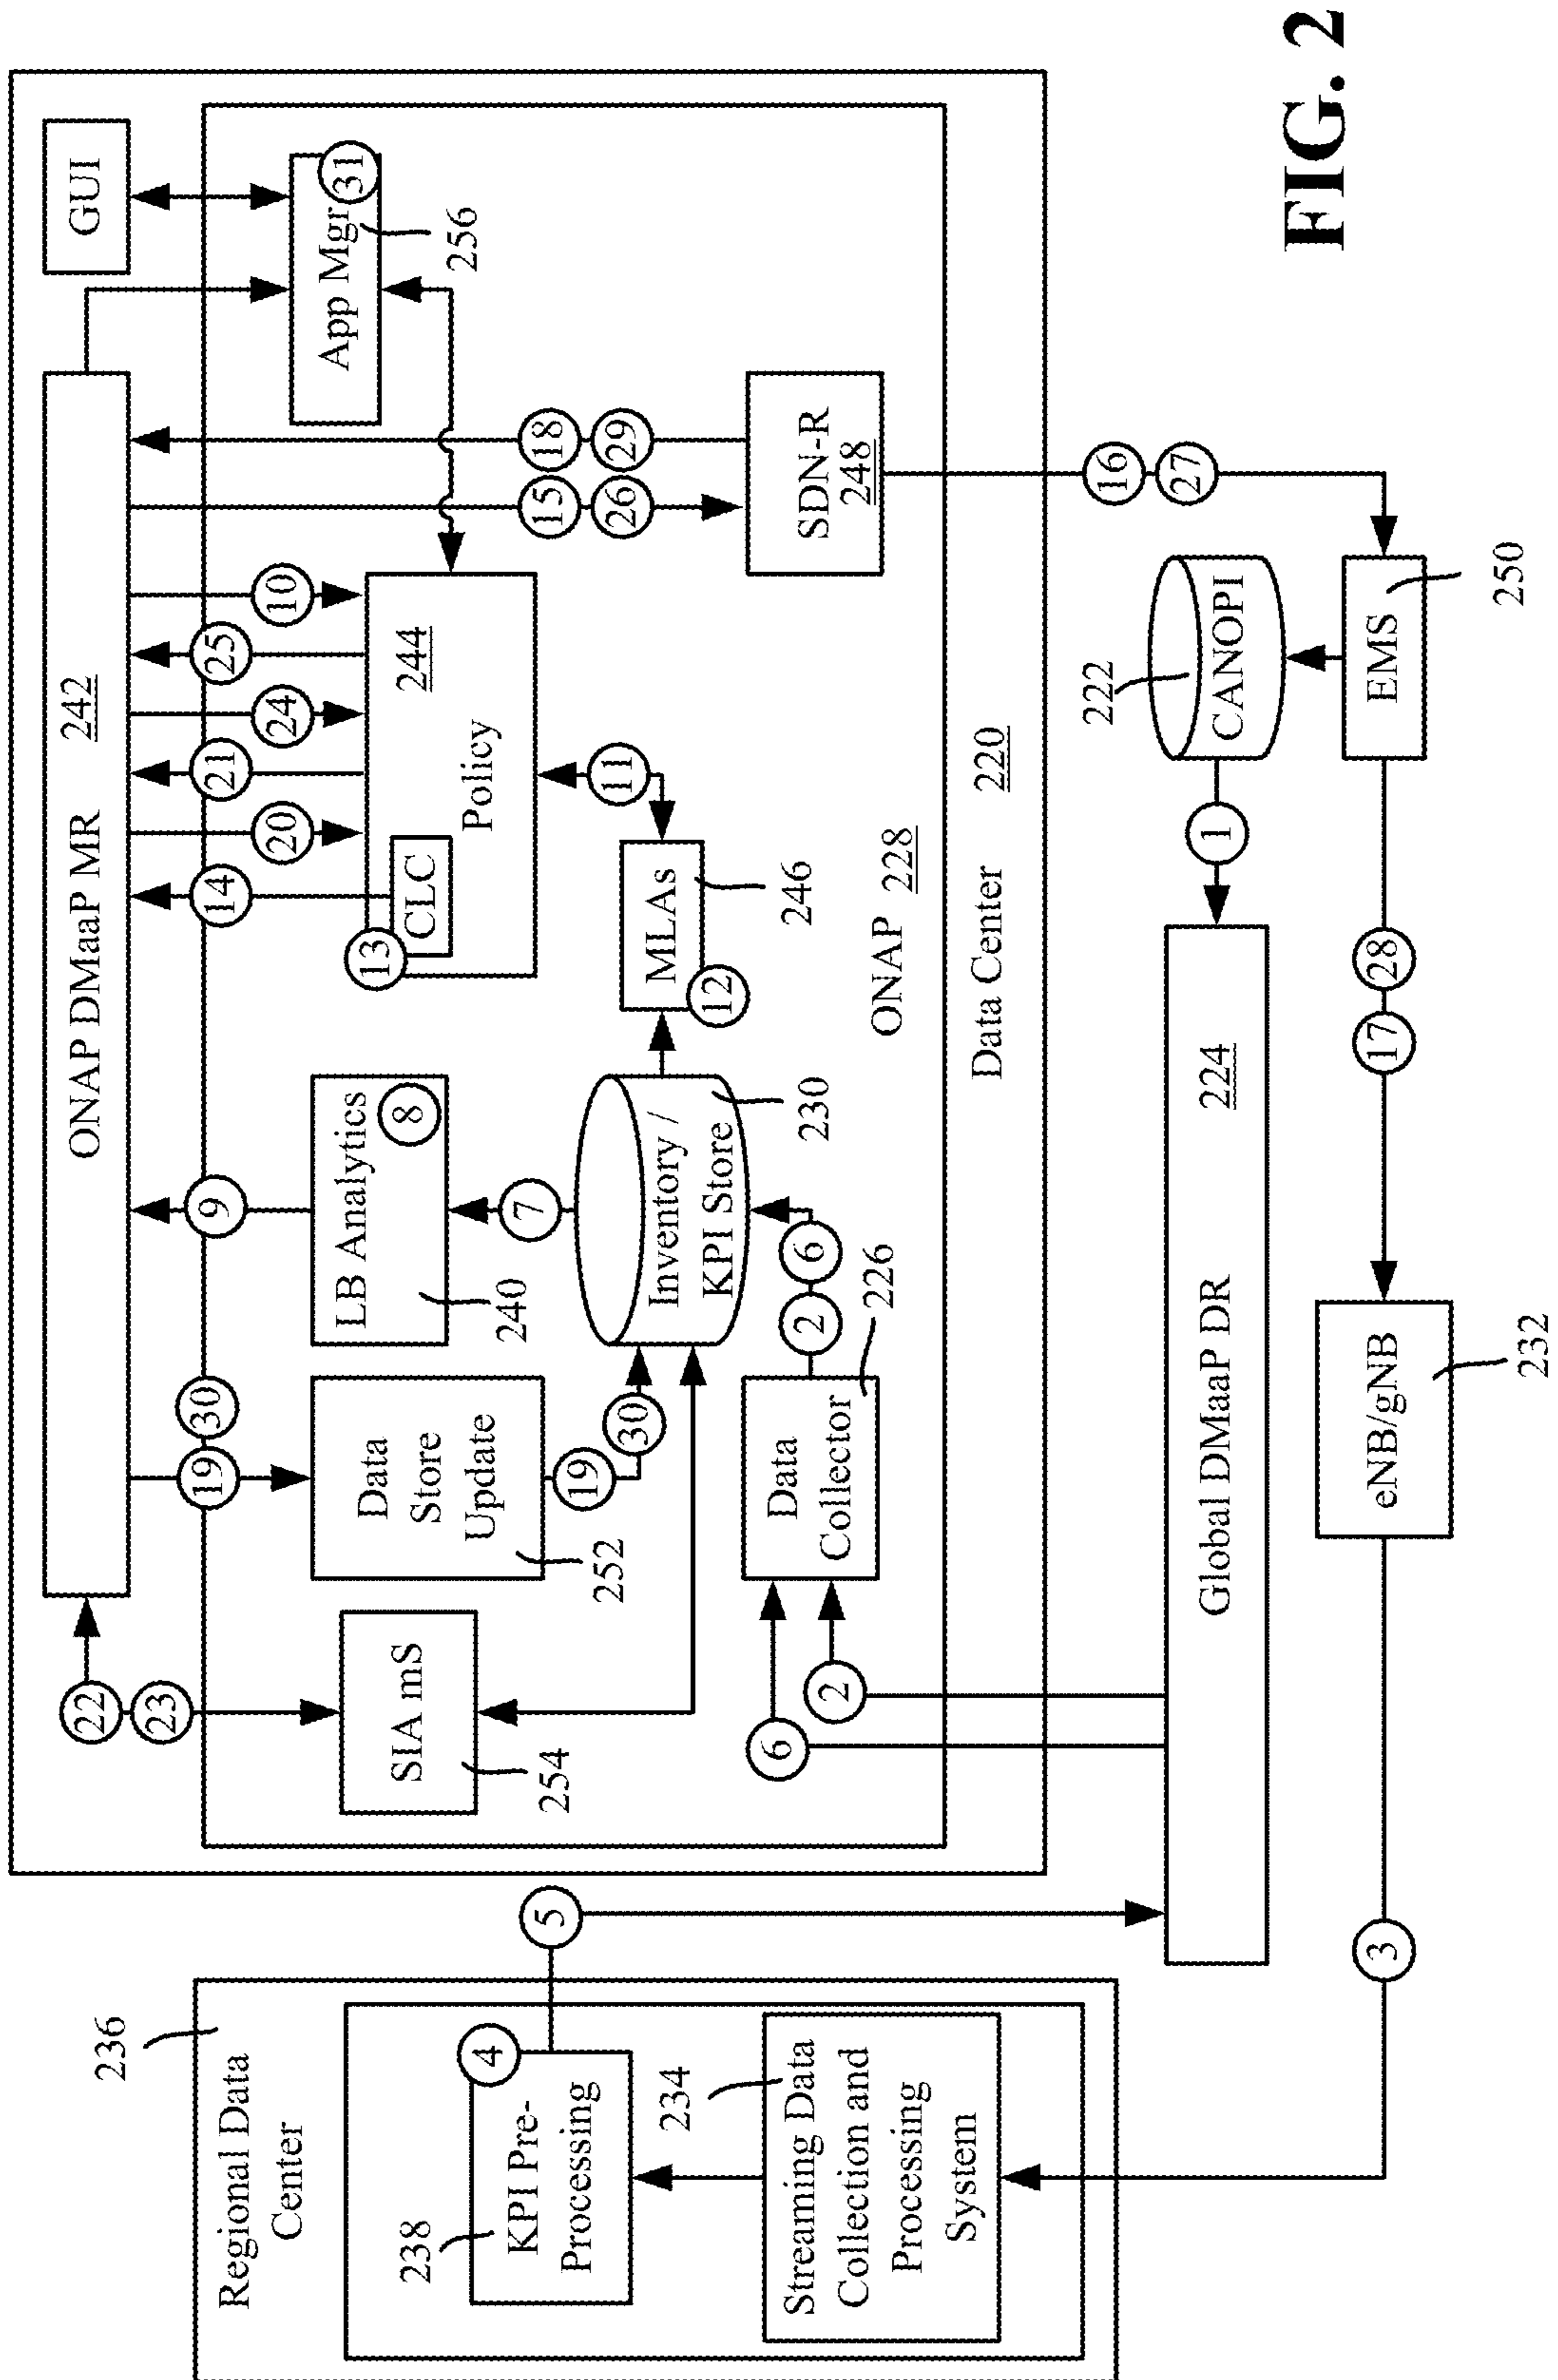 236
Regional Data
Center
238
KPI Pre-
Processing
4
5
234
Streaming Data
Collection and
Processing
System
3
ONAP DMaaP MR 242
GUI
22
23
19
30
9
14
20
21
24
25
10
15
26
18
29
SIA mS
254
Data
Store
Update
252
19
30
LB Analytics
8
240
7
Inventory /
KPI Store
230
13
CLC
Policy
244
11
MLAs
12
246
App Mgr
31
256
SDN-R
248
6
2
Data
Collector
226
2
6
ONAP 228
Data Center 220
16
27
Global DMaaP DR 224
1
222
CANOPI
EMS
250
28
17
eNB/gNB
232
FIG. 2